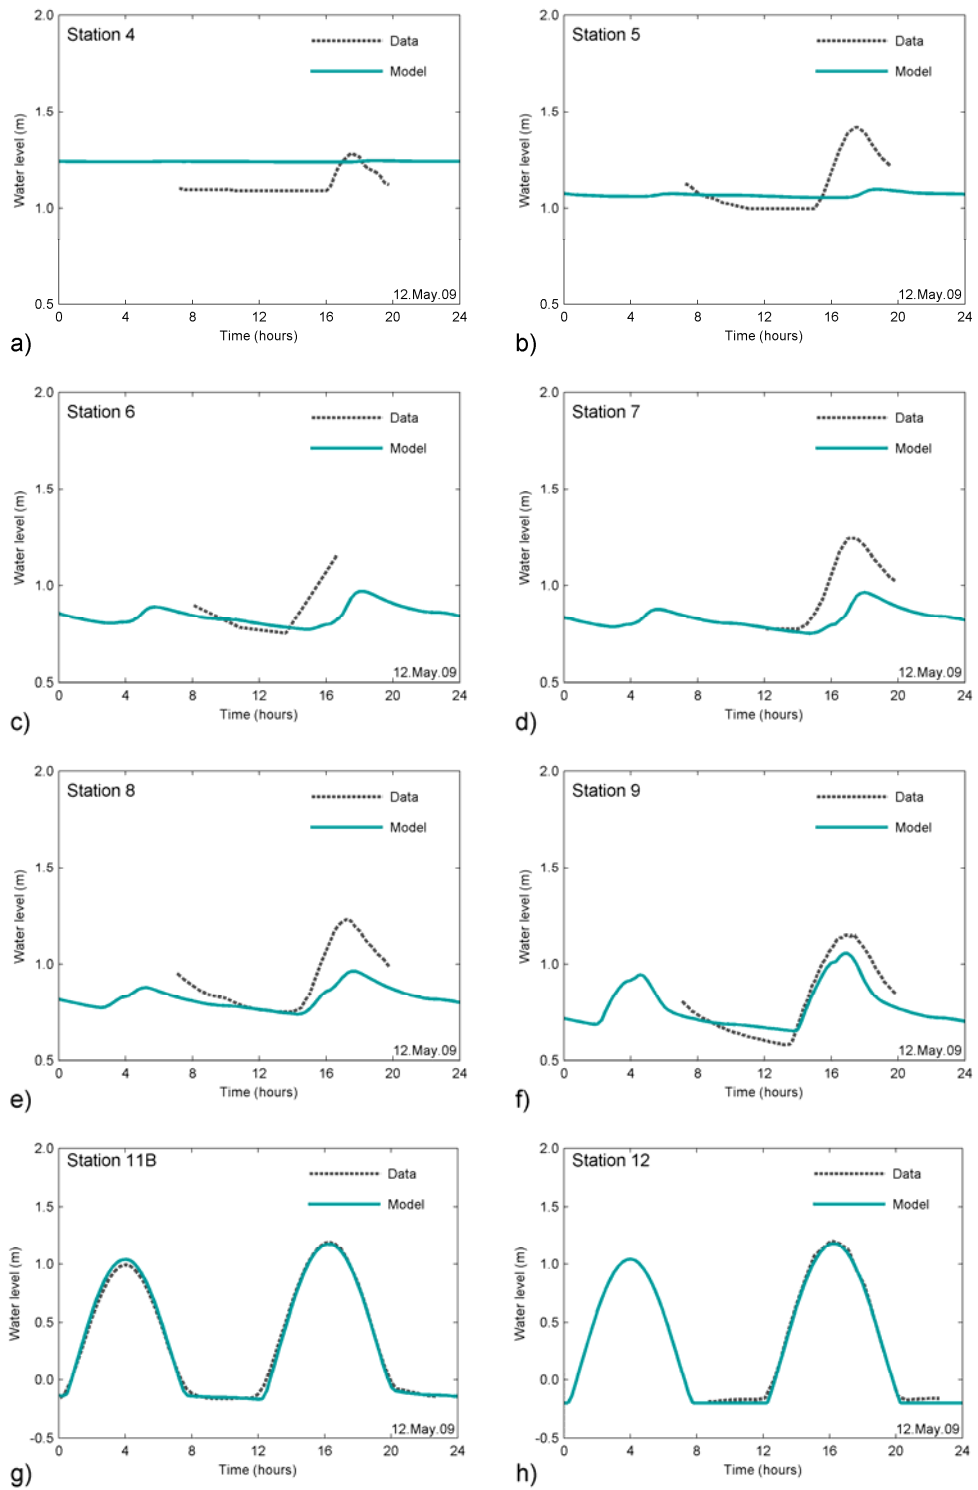 Station 4
Data
Model
2.0
1.5
1.0
0.5
Water level (m)
12.May.09
0 4 8 12 16 20 24
Time (hours)
a)
Station 5
Data
Model
2.0
1.5
1.0
0.5
Water level (m)
12.May.09
0 4 8 12 16 20 24
Time (hours)
b)
Station 6
Data
Model
2.0
1.5
1.0
0.5
Water level (m)
12.May.09
0 4 8 12 16 20 24
Time (hours)
c)
Station 7
Data
Model
2.0
1.5
1.0
0.5
Water level (m)
12.May.09
0 4 8 12 16 20 24
Time (hours)
d)
Station 8
Data
Model
2.0
1.5
1.0
0.5
Water level (m)
12.May.09
0 4 8 12 16 20 24
Time (hours)
e)
Station 9
Data
Model
2.0
1.5
1.0
0.5
Water level (m)
12.May.09
0 4 8 12 16 20 24
Time (hours)
f)
Station 11B
Data
Model
2.0
1.5
1.0
0.5
0.0
-0.5
Water level (m)
12.May.09
0 4 8 12 16 20 24
Time (hours)
g)
Station 12
Data
Model
2.0
1.5
1.0
0.5
0.0
-0.5
Water level (m)
12.May.09
0 4 8 12 16 20 24
Time (hours)
h)